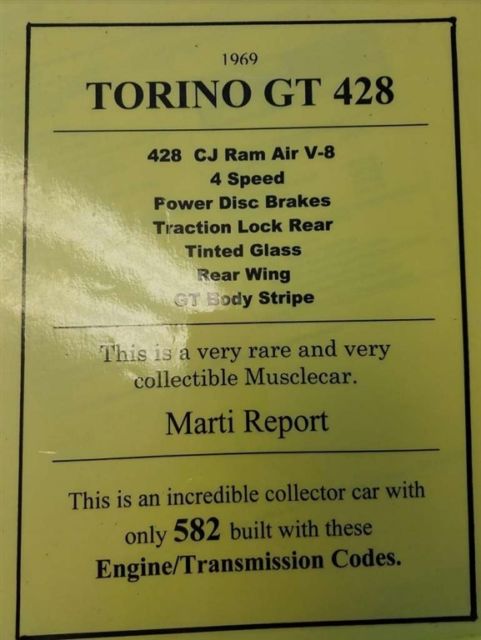 1969
TORINO GT 428
428 CJ Ram Air V-8
4 Speed
Power Disc Brakes
Traction Lock Rear
Tinted Glass
Rear Wing
GT Body Stripe
This is a very rare and very
collectible Musclecar.
Marti Report
This is an incredible collector car with
only 582 built with these
Engine/Transmission Codes.